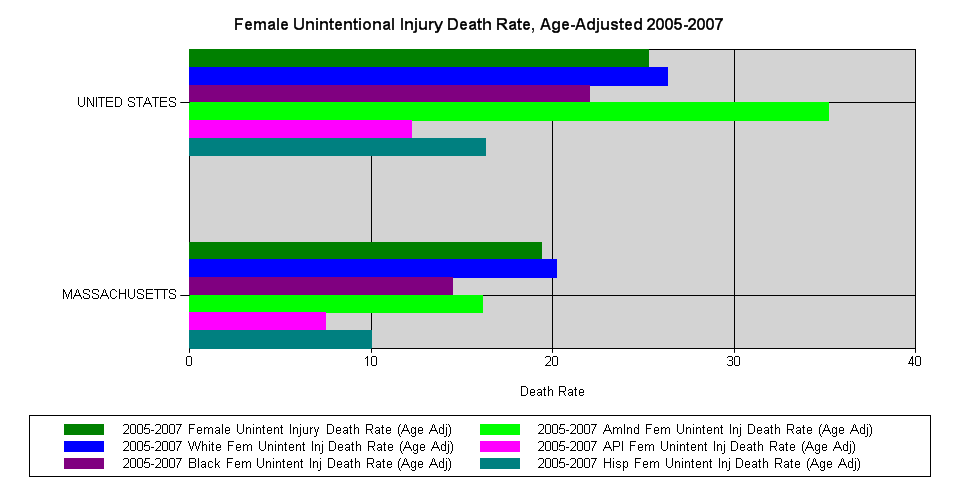 Female Unintentional Injury Death Rate, Age-Adjusted 2005-2007
UNITED STATES
MASSACHUSETTS
0 10 20 30 40
Death Rate
2005-2007 Female Unintent Injury Death Rate (Age Adj) 2005-2007 AmInd Fem Unintent Inj Death Rate (Age Adj)
2005-2007 White Fem Unintent Inj Death Rate (Age Adj) 2005-2007 API Fem Unintent Inj Death Rate (Age Adj)
2005-2007 Black Fem Unintent Inj Death Rate (Age Adj) 2005-2007 Hisp Fem Unintent Inj Death Rate (Age Adj)